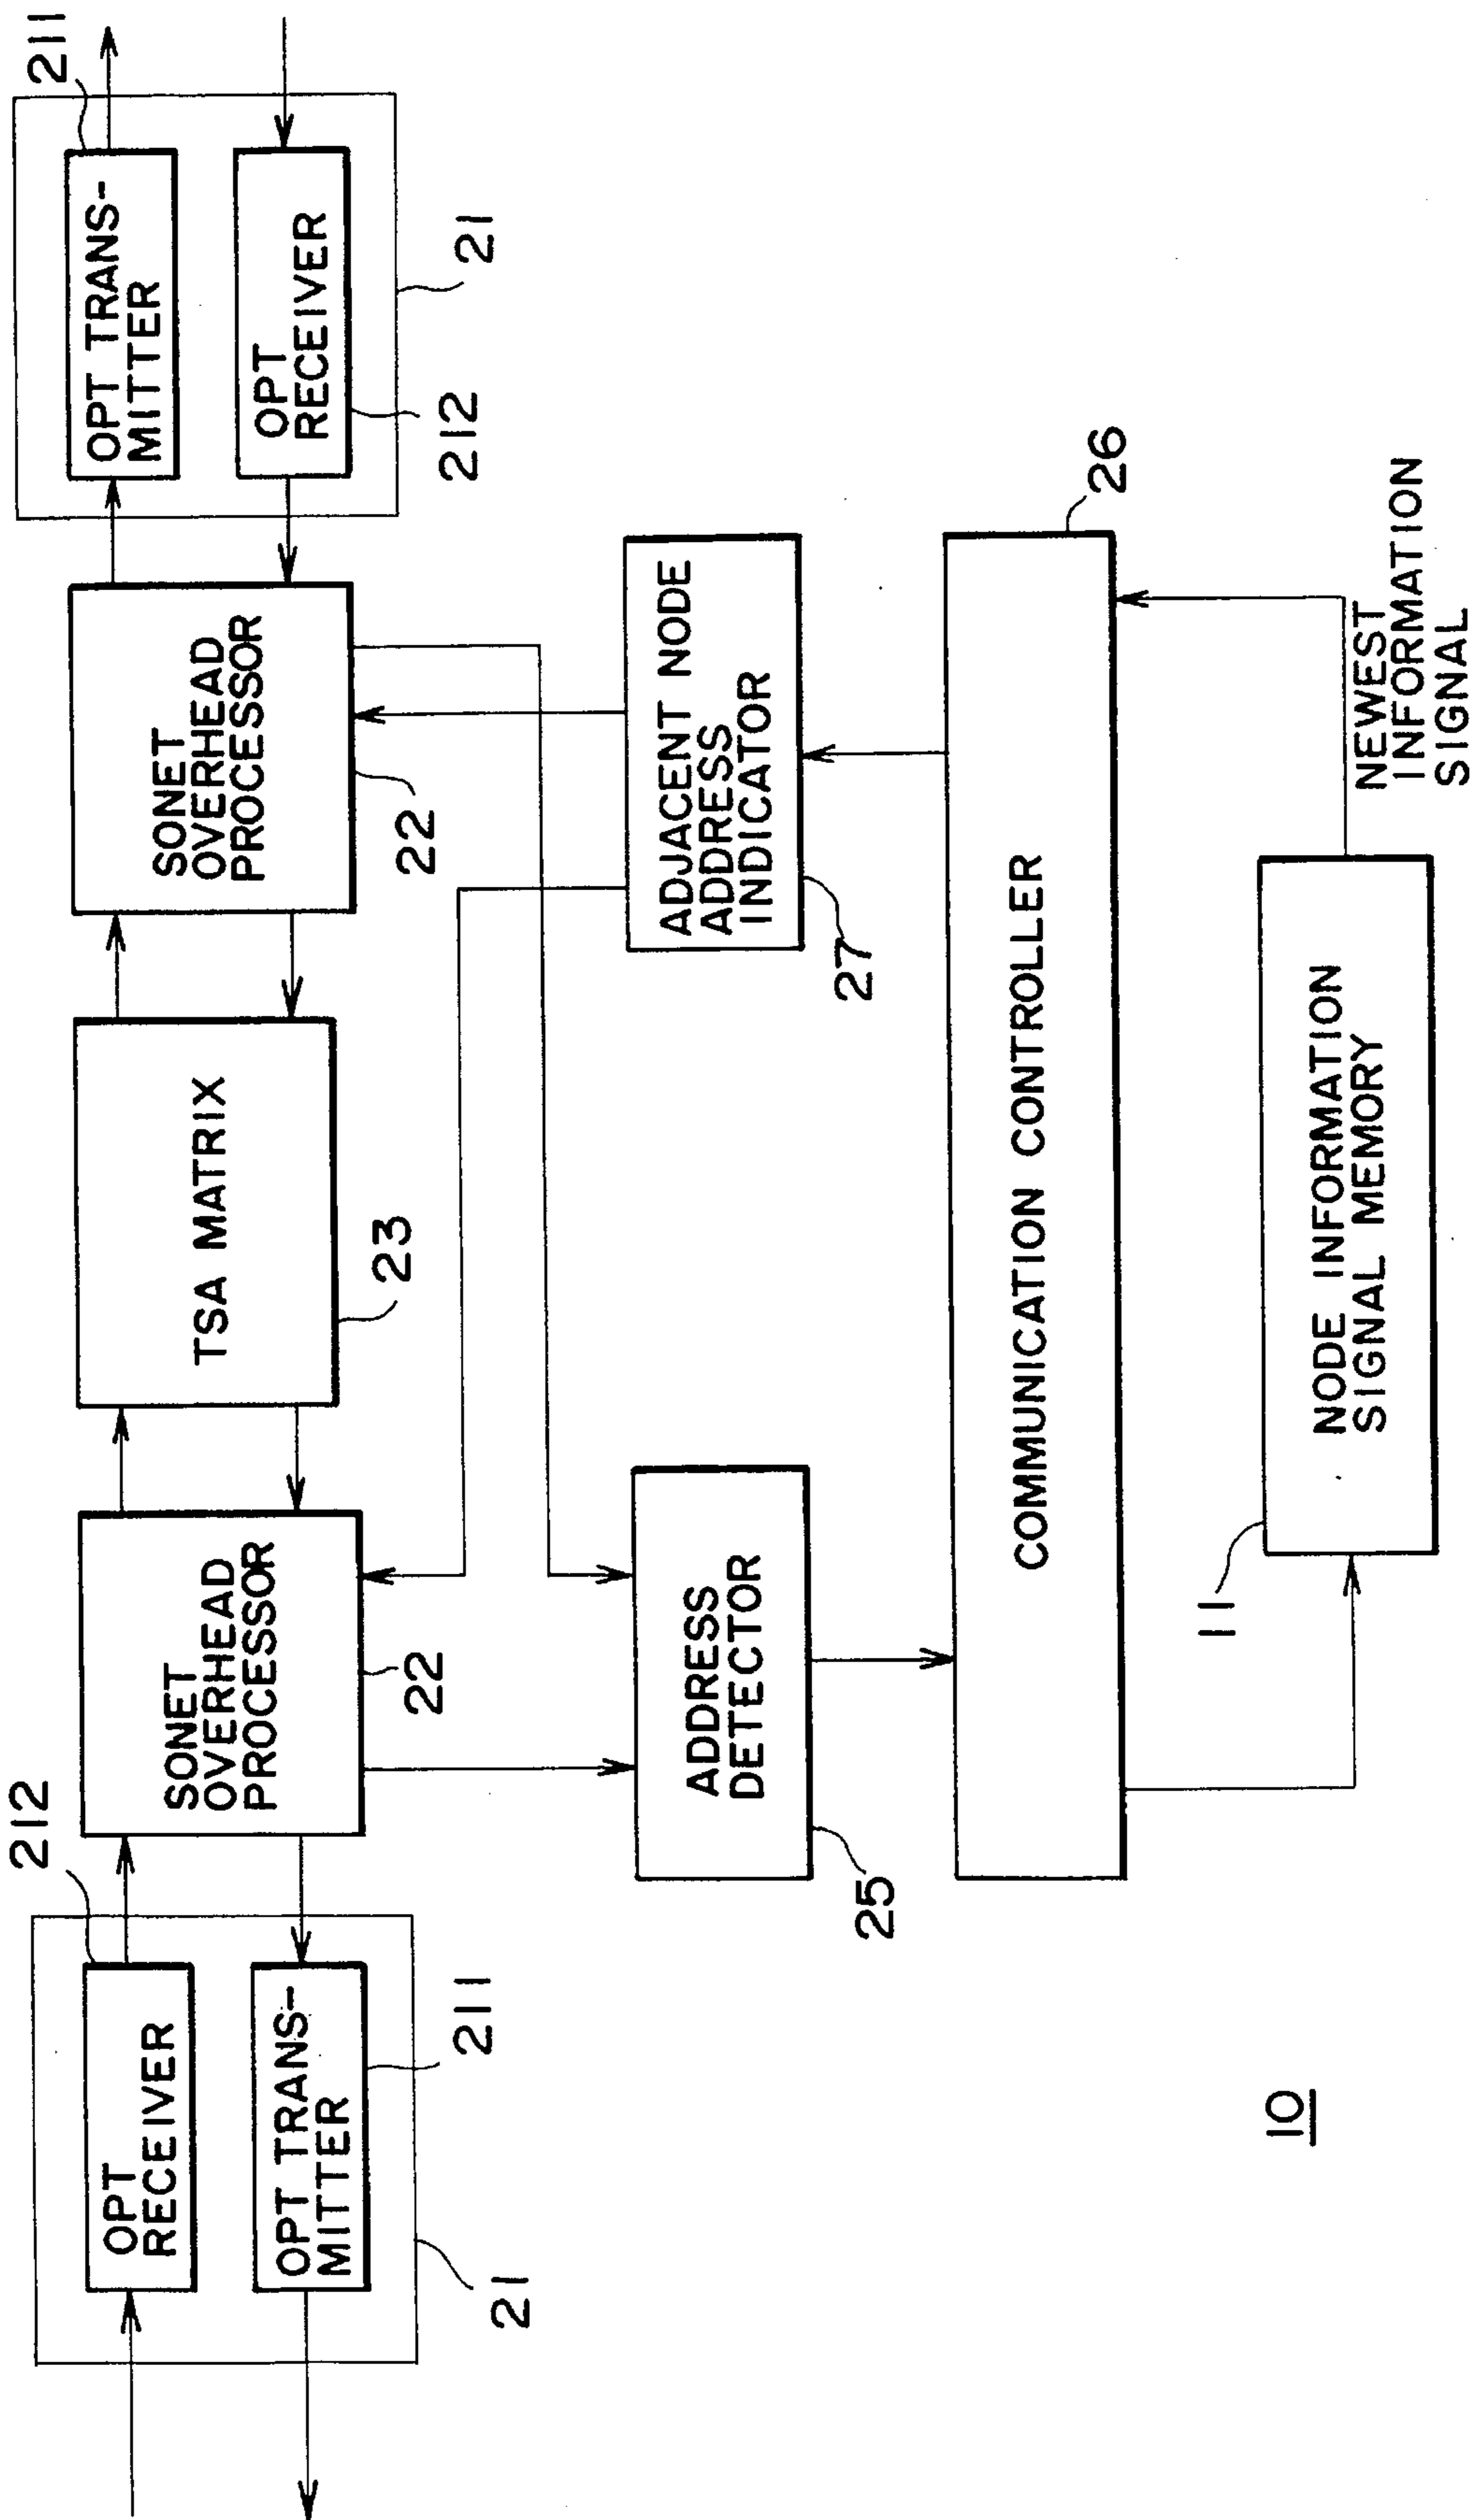 212
OPT
RECEIVER
OPT TRANS-
MITTER
211
21
SONET
OVERHEAD
PROCESSOR
22
TSA MATRIX
23
SONET
OVERHEAD
PROCESSOR
22
211
OPT TRANS-
MITTER
OPT
RECEIVER
212
21
ADDRESS
DETECTOR
25
ADJACENT NODE
ADDRESS
INDICATOR
27
COMMUNICATION CONTROLLER
26
11
NODE INFORMATION
SIGNAL MEMORY
NEWEST
INFORMATION
SIGNAL
10